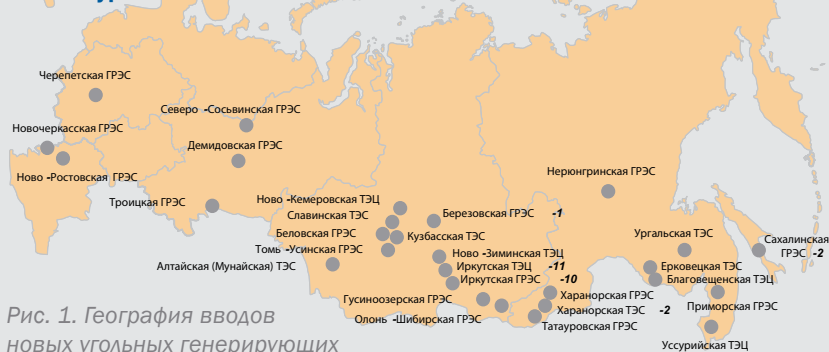 Черепетская ГРЭС
Северо -Сосьвинская ГРЭС
Новочеркасская ГРЭС
Демидовская ГРЭС
Ново -Ростовская ГРЭС
Нерюнгринская ГРЭС
Троицкая ГРЭС
Ново -Кемеровская ТЭЦ
Славинская ТЭС
Березовская ГРЭС -1
Беловская ГРЭС
Кузбасская ТЭС
Ургальская ТЭС
Сахалинская
ГРЭС -2
Томь -Усинская ГРЭС
Ново -Зиминская ТЭЦ
Алтайская (Мунайская) ТЭС
Иркутская ТЭЦ -11
Ерковецкая ТЭС
Иркутская ГРЭС -10
Благовещенская ТЭЦ
Гусиноозерская ГРЭС
Харанорская ГРЭС
Приморская ГРЭС
Харанорская ТЭС -2
Олонь -Шибирская ГРЭС
Татауровская ГРЭС
Уссурийская ТЭЦ
Рис. 1. География вводов
новых угольных генерирующих